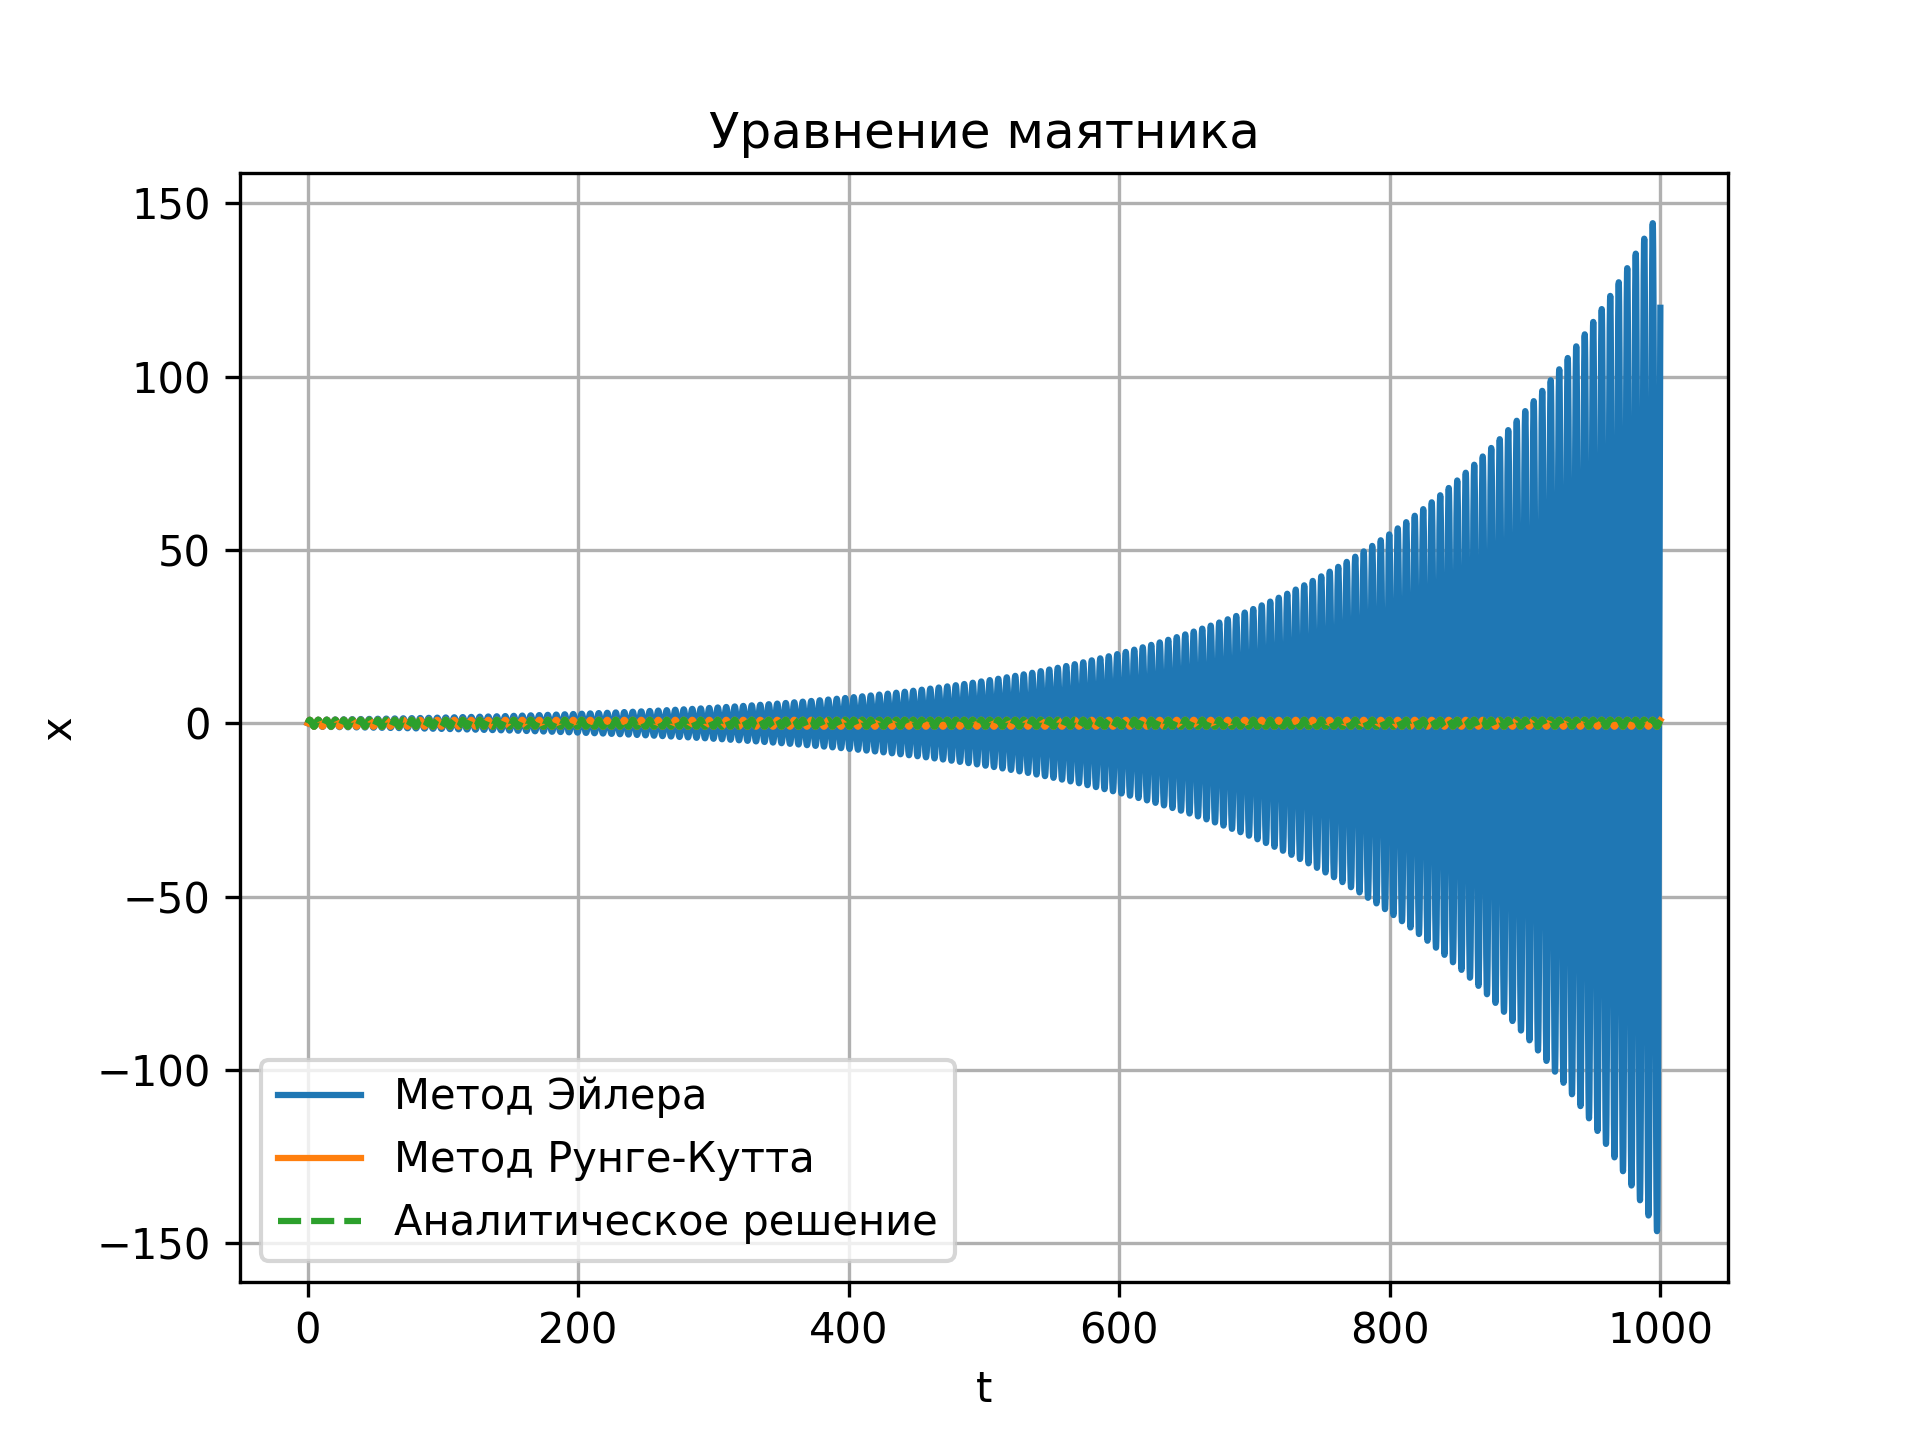 Уравнение маятника
150
100
50
0
−50
−100
−150
x
Метод Эйлера
Метод Рунге-Кутта
Аналитическое решение
0 200 400 600 800 1000
t